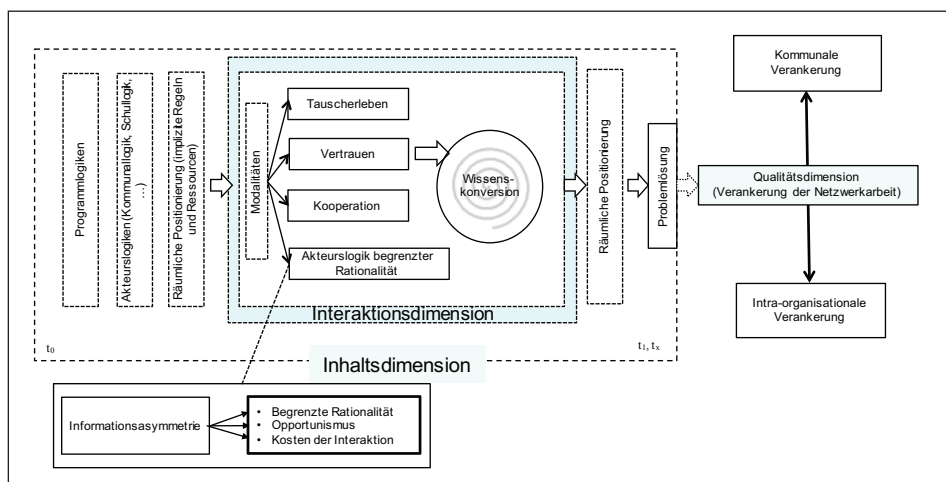 Programmlogiken
Akteurslogiken (Kommunallogik, Schullogk,
…)
Räumliche Positionierung (implizite Regeln
und Ressourcen)
Modalitäten
Tauscherleben
Vertrauen
Kooperation
Akteurslogik begrenzter
Rationalität
Wissens-
konversion
Interaktionsdimension
Räumliche Positionierung
Problemlösung
Kommunale
Verankerung
Qualitätsdimension
(Verankerung der Netzwerkarbeit)
Intra-organisationale
Verankerung
t0
t1, tx
Inhaltsdimension
Informationsasymmetrie
• Begrenzte Rationalität
• Opportunismus
• Kosten der Interaktion